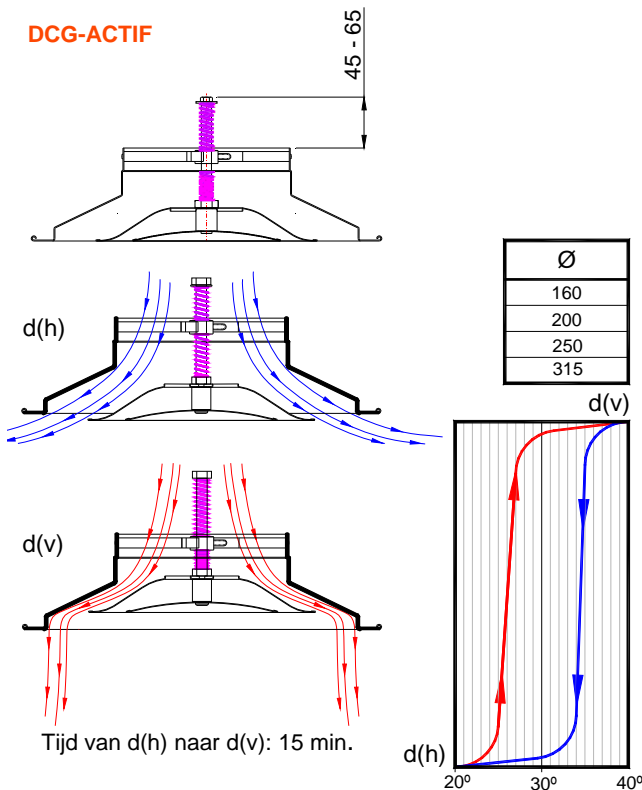 DCG-ACTIF
45 - 65
Ø
160
200
250
315
d(h)
d(v)
d(v)
Tijd van d(h) naar d(v): 15 min.
d(h)
20º 30º 40º